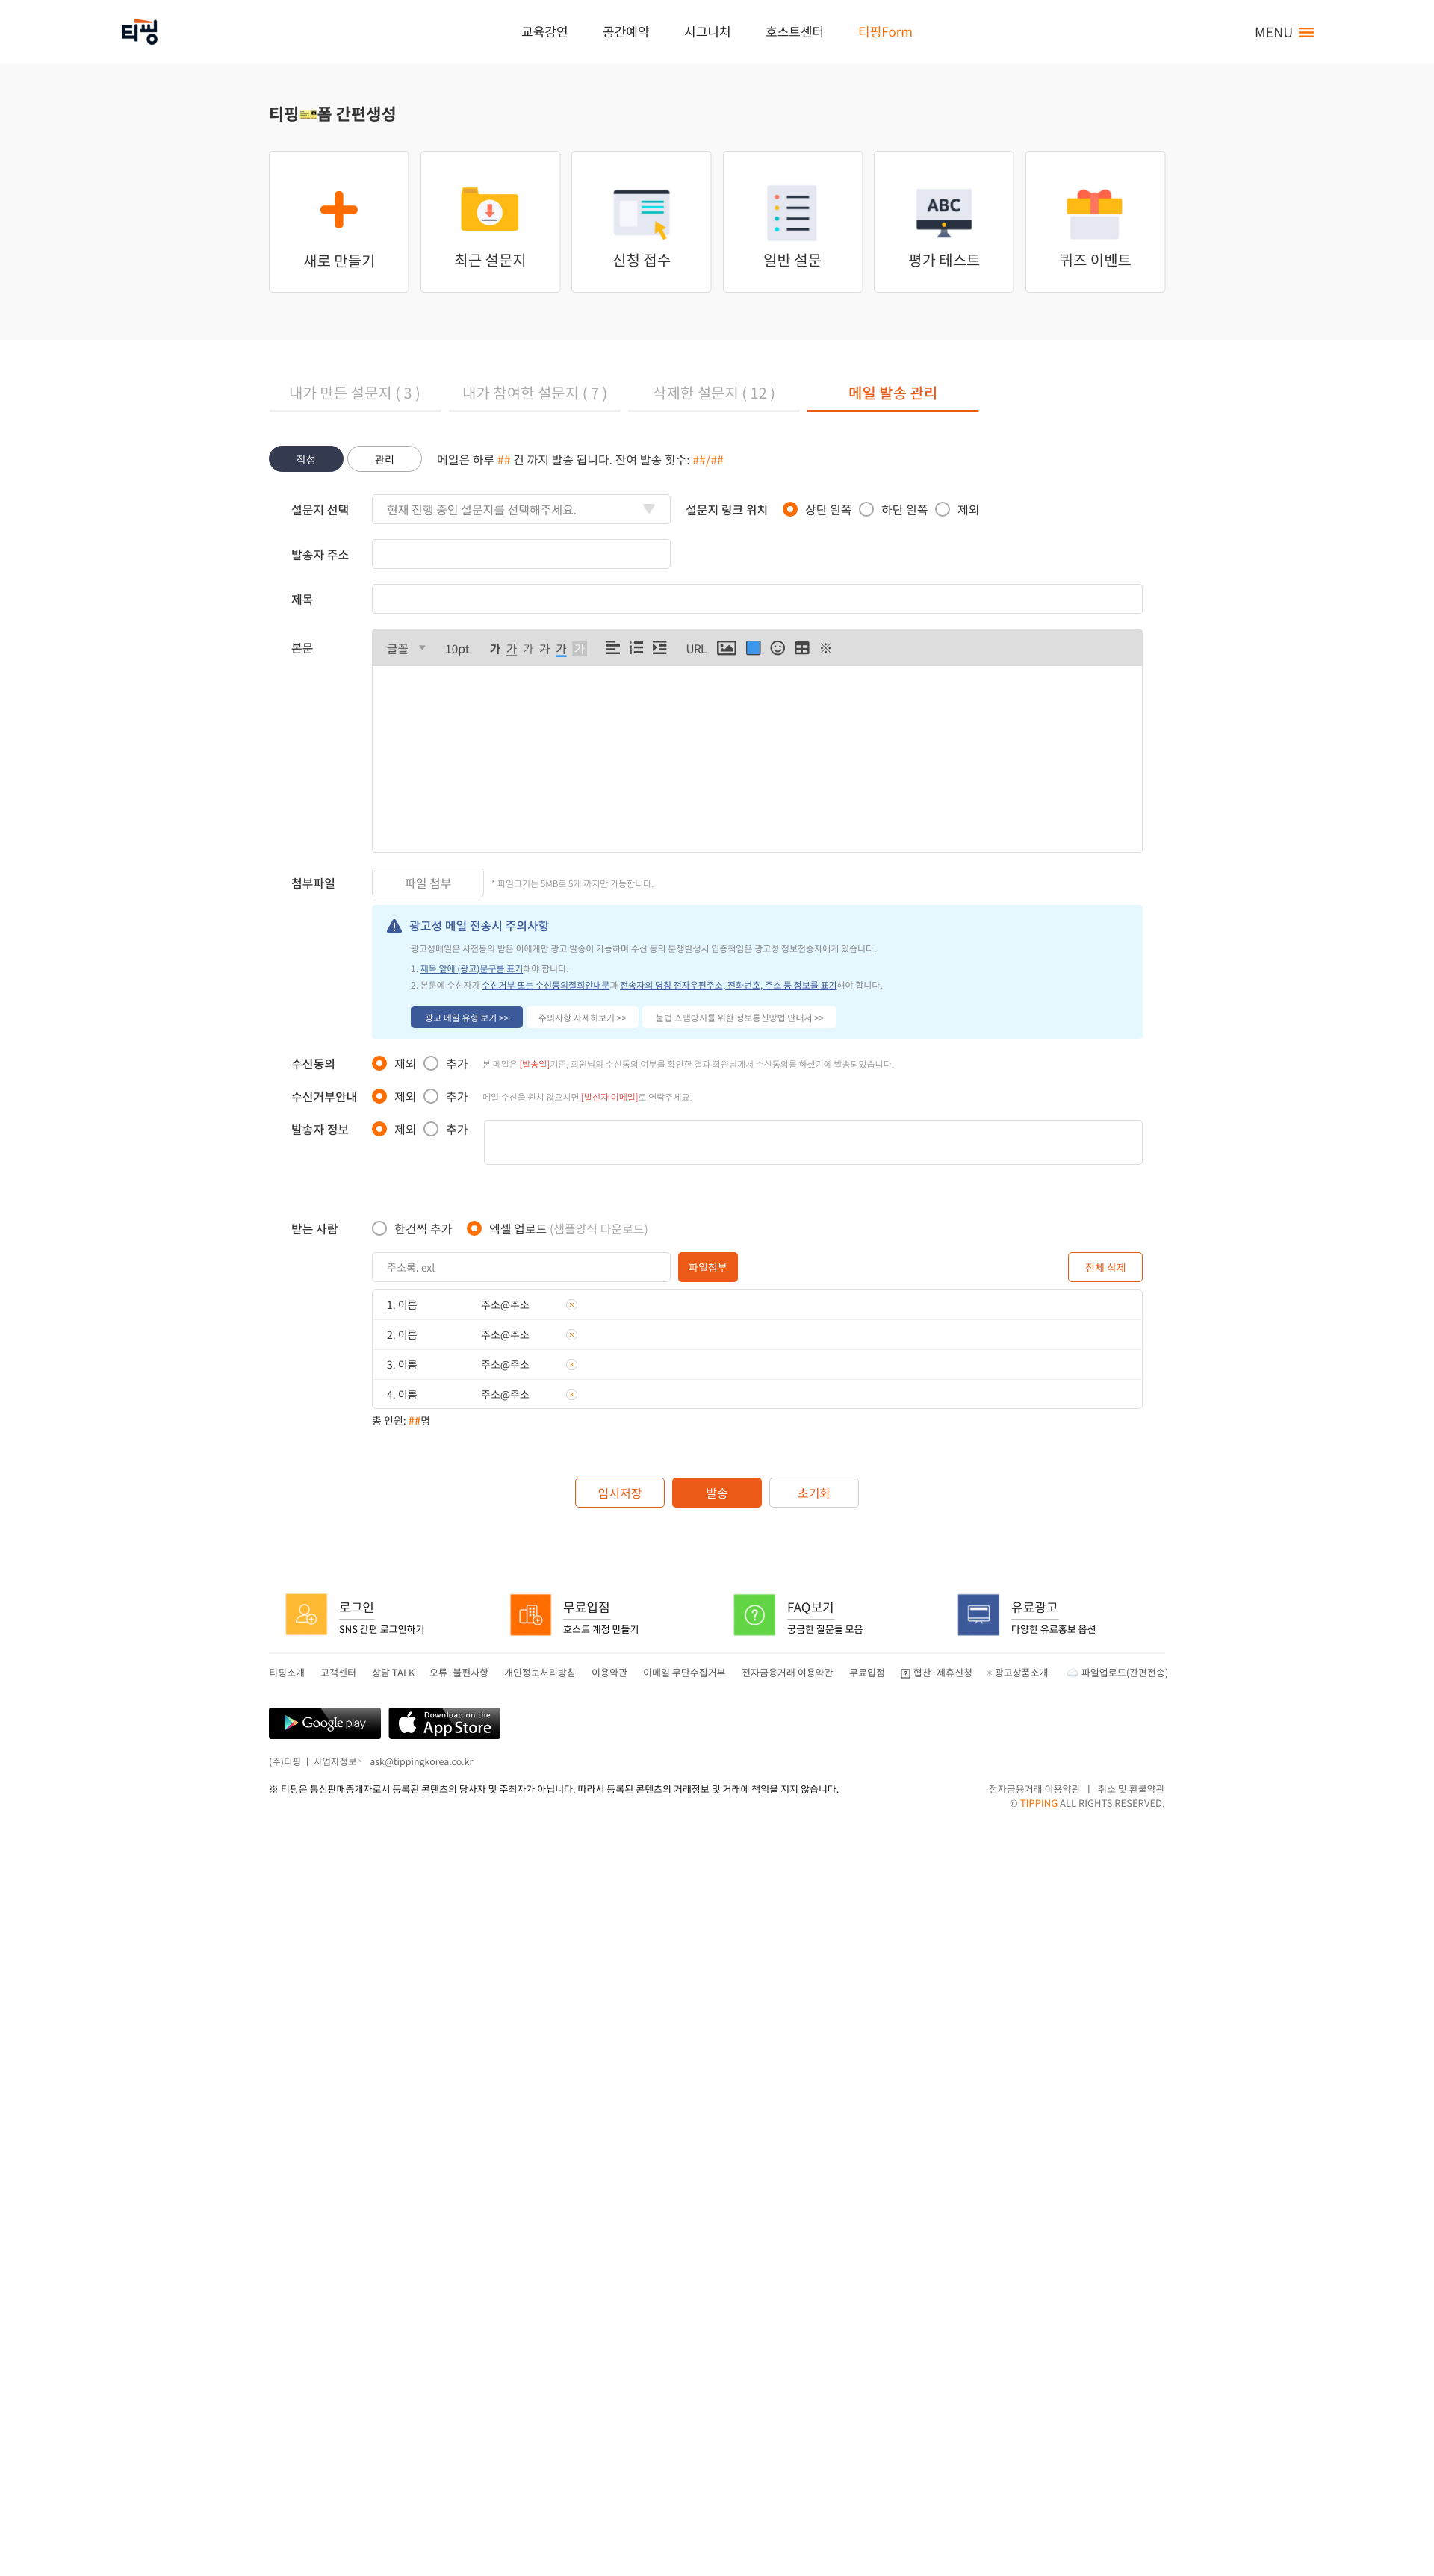 티핑
교육강연 공간예약 시그니처 호스트센터 티핑Form
MENU
티핑 폼 간편생성
새로 만들기 최근 설문지 신청 접수 일반 설문 ABC 평가 테스트 퀴즈 이벤트
내가 만든 설문지 ( 3 ) 내가 참여한 설문지 ( 7 ) 삭제한 설문지 ( 12 ) 메일 발송 관리
작성 관리 메일은 하루 ## 건 까지 발송 됩니다. 잔여 발송 횟수: ##/##
설문지 선택 현재 진행 중인 설문지를 선택해주세요. 설문지 링크 위치 상단 왼쪽 하단 왼쪽 제외
발송자 주소
제목
본문 글꼴 10pt 가 가 가 가 가 가 URL ※
첨부파일 파일 첨부 * 파일크기는 5MB로 5개 까지만 가능합니다.
광고성 메일 전송시 주의사항
광고성메일은 사전동의 받은 이에게만 광고 발송이 가능하며 수신 동의 분쟁발생시 입증책임은 광고성 정보전송자에게 있습니다.
1. 제목 앞에 (광고)문구를 표기해야 합니다.
2. 본문에 수신자가 수신거부 또는 수신동의철회안내문과 전송자의 명칭 전자우편주소, 전화번호, 주소 등 정보를 표기해야 합니다.
광고 메일 유형 보기 >> 주의사항 자세히보기 >> 불법 스팸방지를 위한 정보통신망법 안내서 >>
수신동의 제외 추가 본 메일은 [발송일]기준, 회원님의 수신동의 여부를 확인한 결과 회원님께서 수신동의를 하셨기에 발송되었습니다.
수신거부안내 제외 추가 메일 수신을 원치 않으시면 [발신자 이메일]로 연락주세요.
발송자 정보 제외 추가
받는 사람 한건씩 추가 엑셀 업로드 (샘플양식 다운로드)
주소록. exl 파일첨부 전체 삭제
1. 이름 주소@주소
2. 이름 주소@주소
3. 이름 주소@주소
4. 이름 주소@주소
총 인원: ##명
임시저장 발송 초기화
로그인 무료입점 FAQ보기 유료광고
SNS 간편 로그인하기 호스트 계정 만들기 궁금한 질문들 모음 다양한 유료홍보 옵션
티핑소개 고객센터 상담 TALK 오류·불편사항 개인정보처리방침 이용약관 이메일 무단수집거부 전자금융거래 이용약관 무료입점 협찬·제휴신청 광고상품소개 파일업로드(간편전송)
Google play Download on the App Store
(주)티핑 | 사업자정보 ask@tippingkorea.co.kr
※ 티핑은 통신판매중개자로서 등록된 콘텐츠의 당사자 및 주최자가 아닙니다. 따라서 등록된 콘텐츠의 거래정보 및 거래에 책임을 지지 않습니다. 전자금융거래 이용약관 | 취소 및 환불약관
© TIPPING ALL RIGHTS RESERVED.